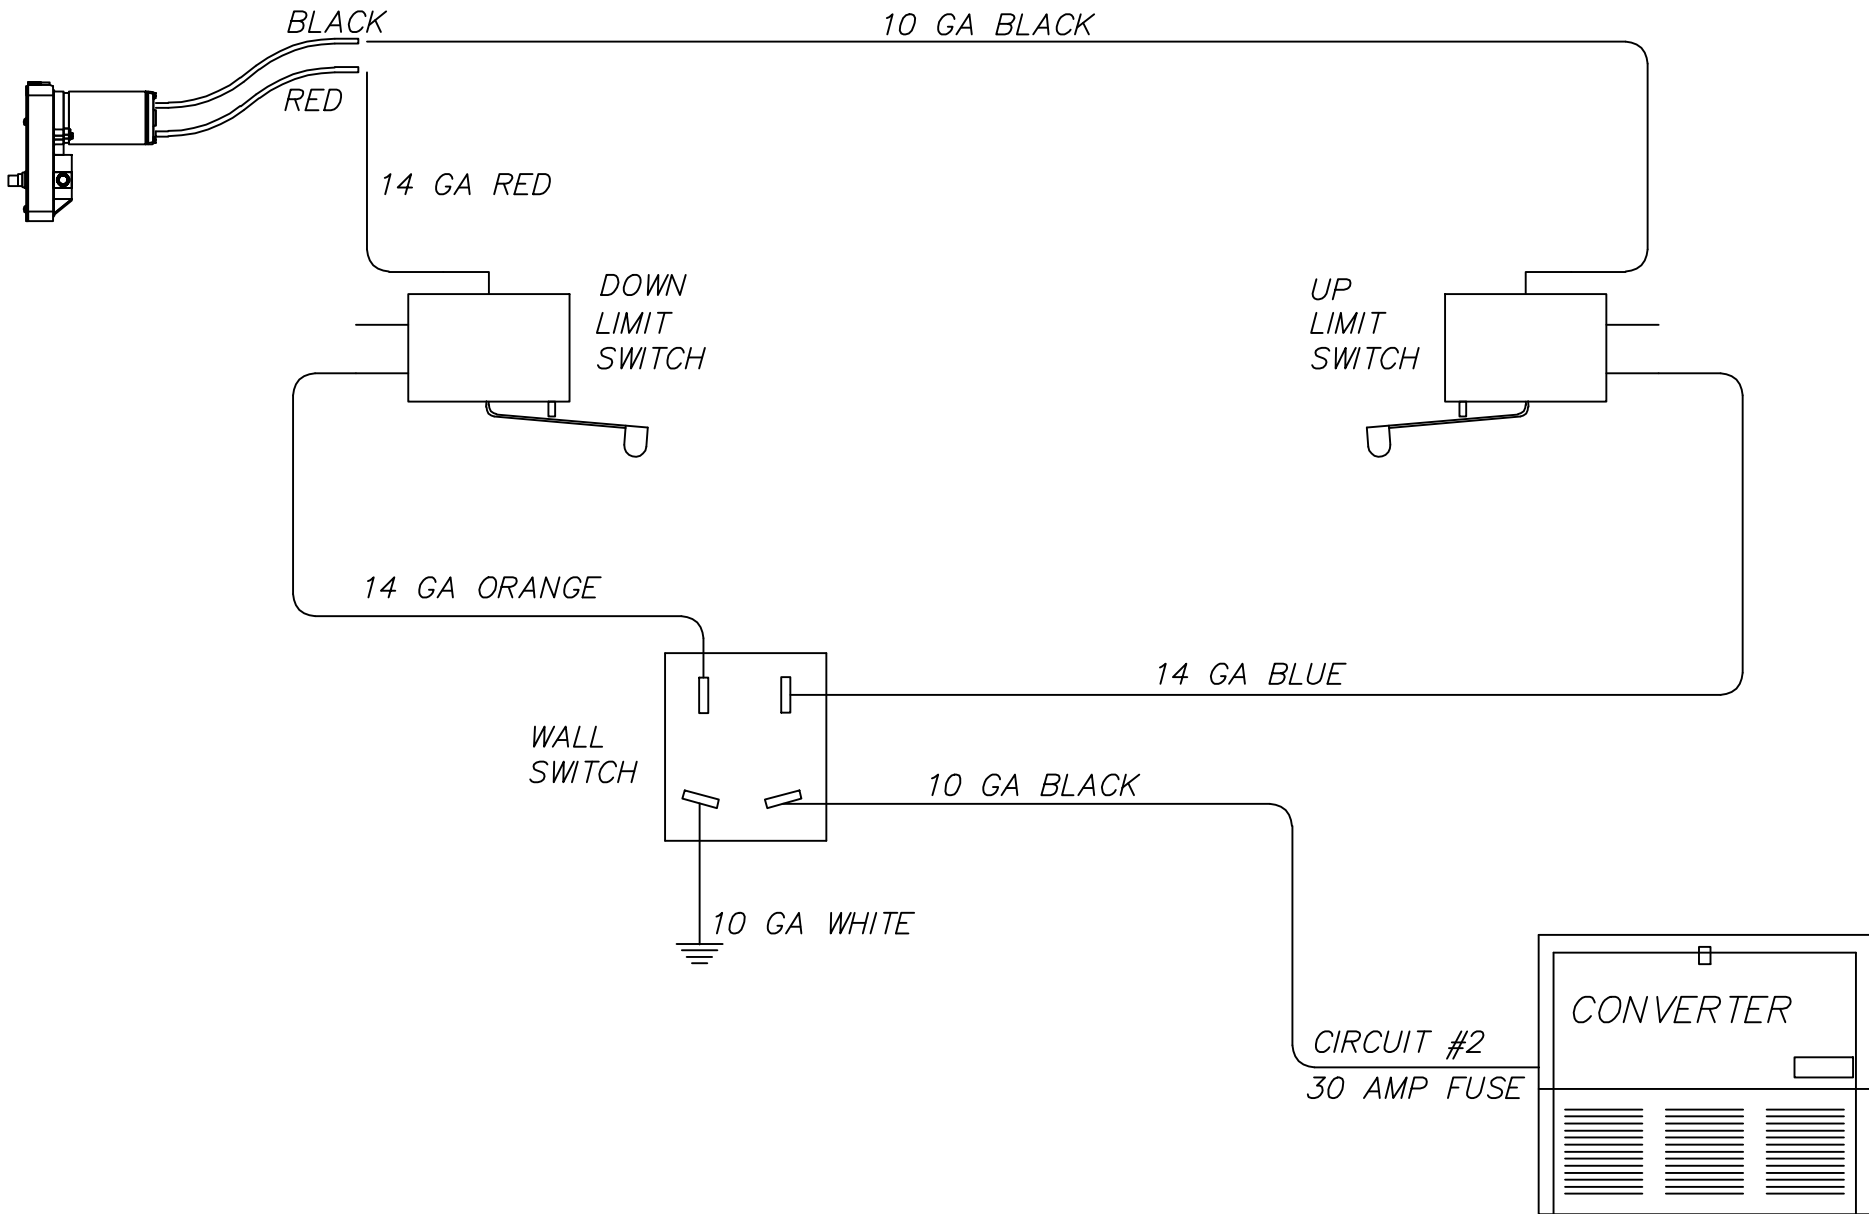 BLACK
10 GA BLACK
RED
14 GA RED
DOWN
LIMIT
SWITCH
UP
LIMIT
SWITCH
14 GA ORANGE
14 GA BLUE
WALL
SWITCH
10 GA BLACK
10 GA WHITE
CONVERTER
CIRCUIT #2
30 AMP FUSE